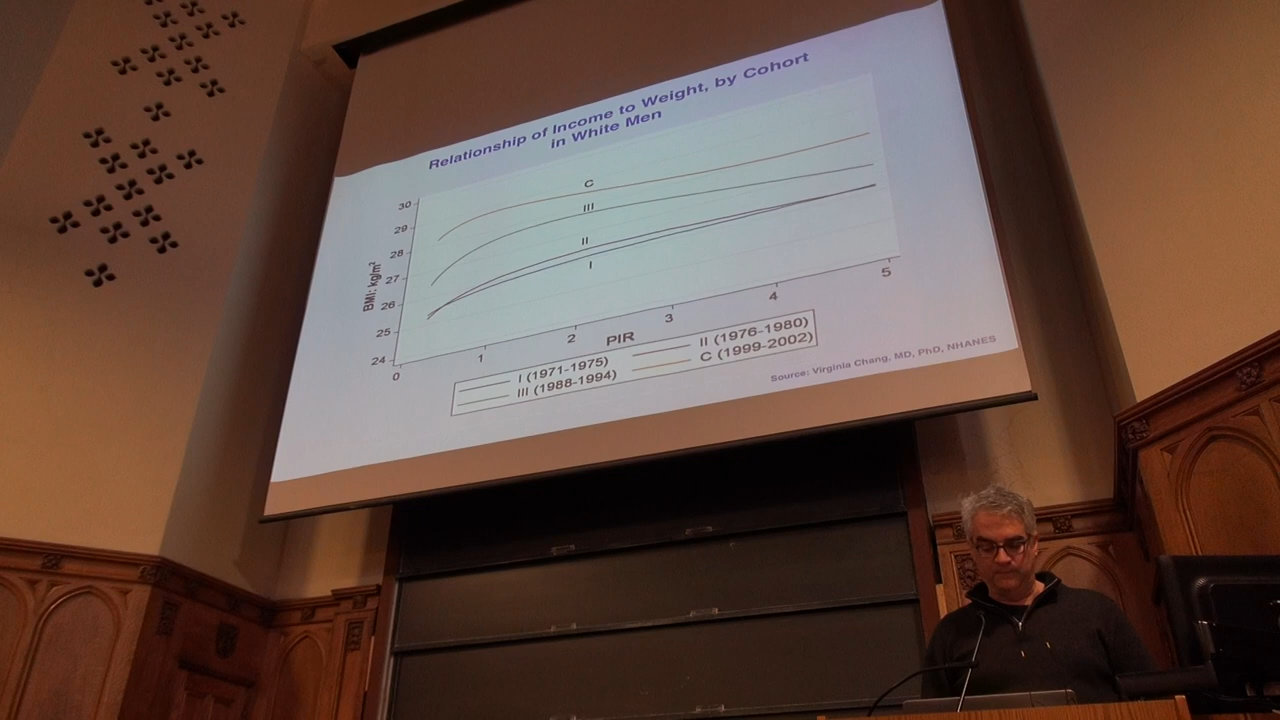 Relationship of Income to Weight, by Cohort
in White Men
C
III
II
I
30
29
28
27
26
25
24
BMI: kg/m²
0
1
2
3
4
5
PIR
I (1971-1975)
II (1976-1980)
III (1988-1994)
C (1999-2002)
Source: Virginia Chang, MD, PhD, NHANES